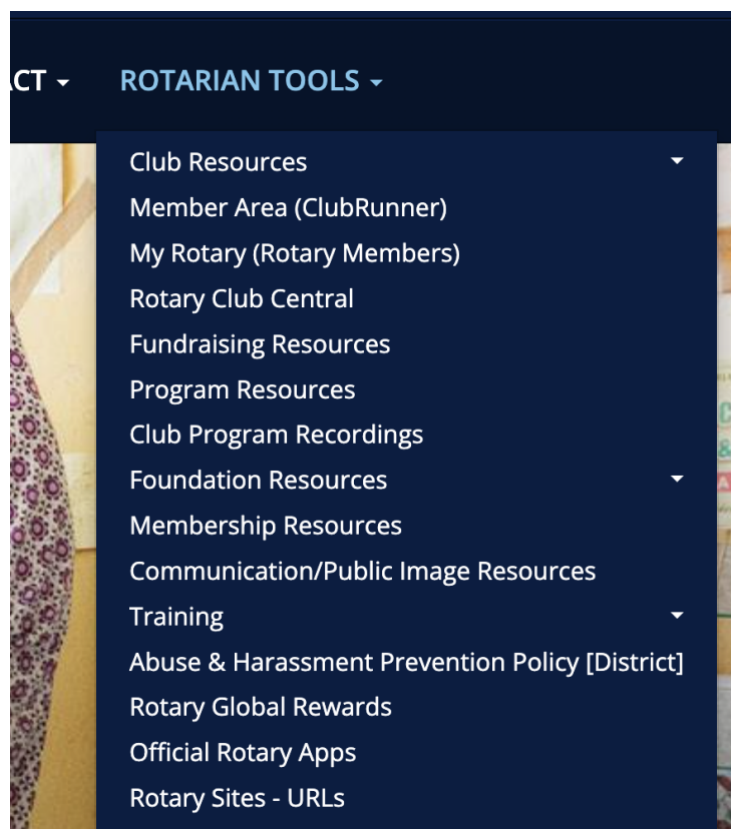 ACT
ROTARIAN TOOLS
Club Resources
Member Area (ClubRunner)
My Rotary (Rotary Members)
Rotary Club Central
Fundraising Resources
Program Resources
Club Program Recordings
Foundation Resources
Membership Resources
Communication/Public Image Resources
Training
Abuse & Harassment Prevention Policy [District]
Rotary Global Rewards
Official Rotary Apps
Rotary Sites - URLs